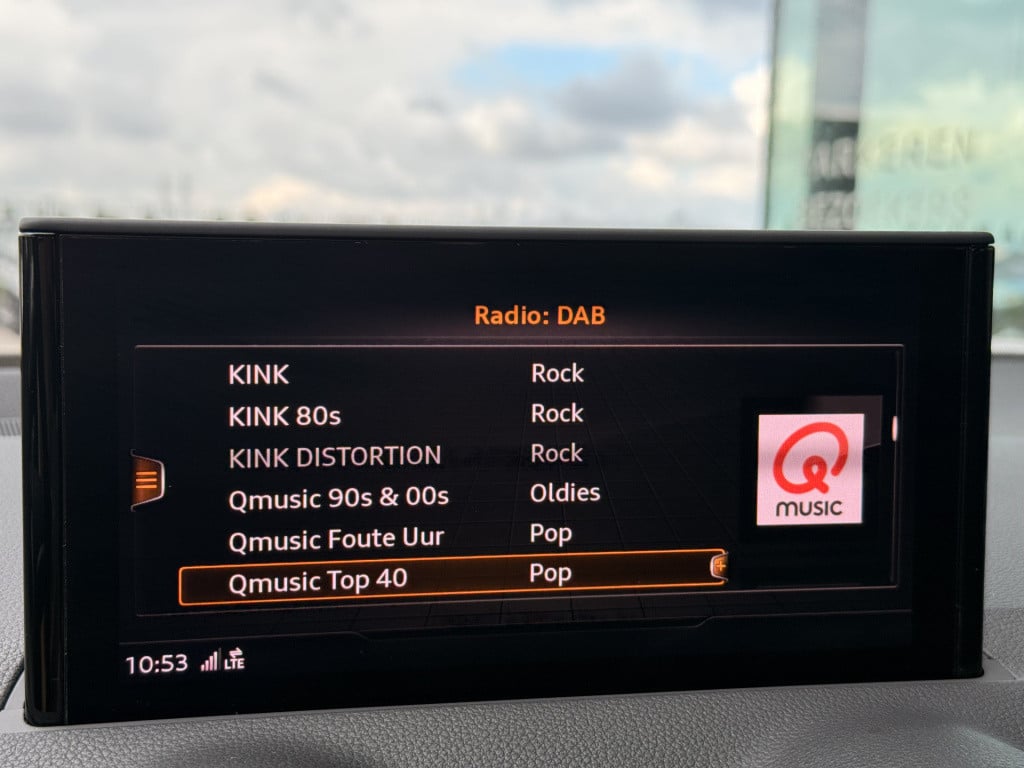 Radio: DAB
KINK Rock
KINK 80s Rock
KINK DISTORTION Rock
Qmusic 90s & 00s Oldies
Qmusic Foute Uur Pop
Qmusic Top 40 Pop
Q
MUSIC
10:53 LTE